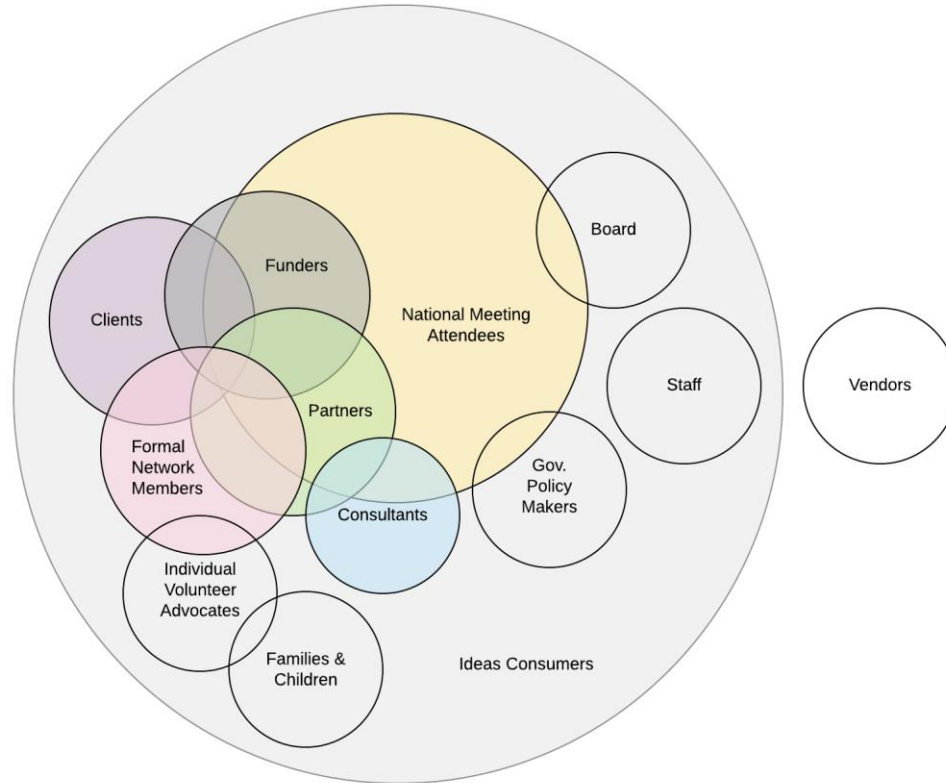 Board
Funders
Clients
National Meeting
Attendees
Staff
Vendors
Partners
Formal
Network
Members
Gov.
Policy
Makers
Consultants
Individual
Volunteer
Advocates
Families &
Children
Ideas Consumers